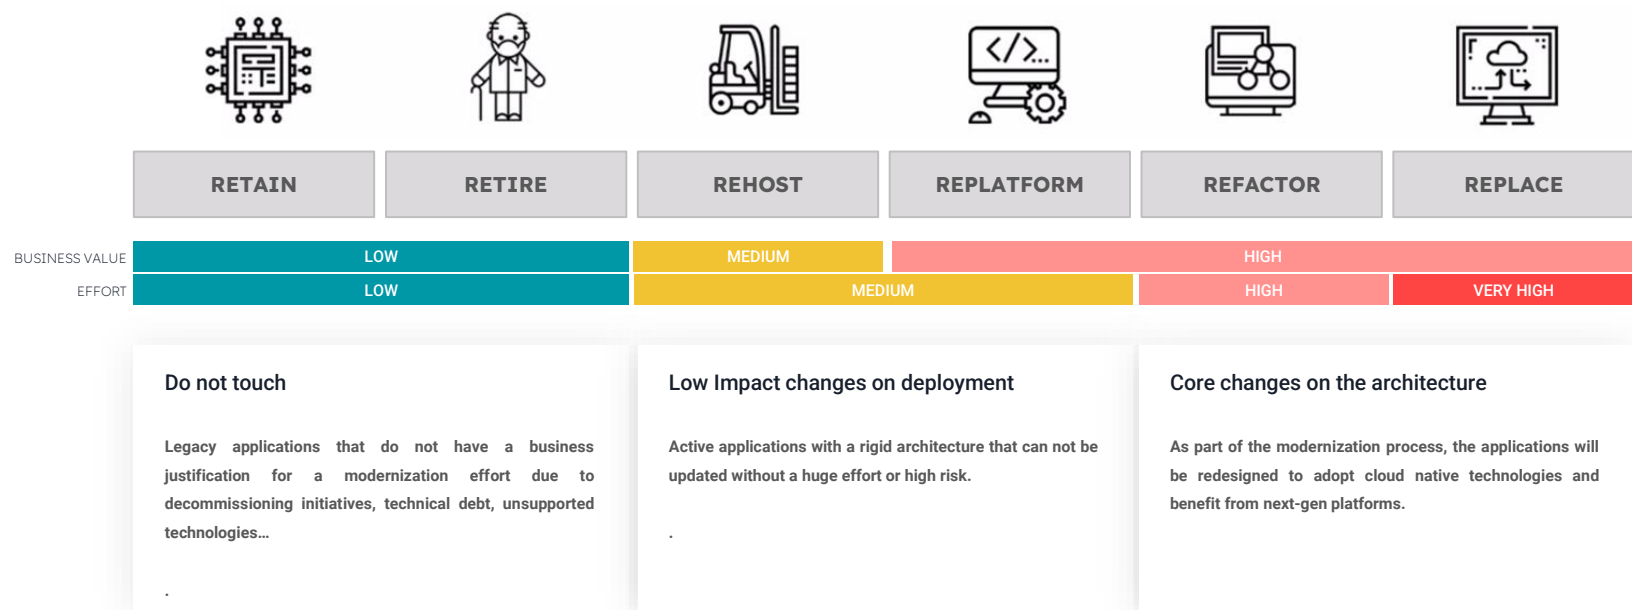 RETAIN
RETIRE
REHOST
REPLATFORM
REFACTOR
REPLACE
BUSINESS VALUE
LOW
MEDIUM
HIGH
EFFORT
LOW
MEDIUM
HIGH
VERY HIGH
Do not touch
Legacy applications that do not have a business
justification for a modernization effort due to
decommissioning initiatives, technical debt, unsupported
technologies...
.
Low Impact changes on deployment
Active applications with a rigid architecture that can not be
updated without a huge effort or high risk.
.
Core changes on the architecture
As part of the modernization process, the applications will
be redesigned to adopt cloud native technologies and
benefit from next-gen platforms.